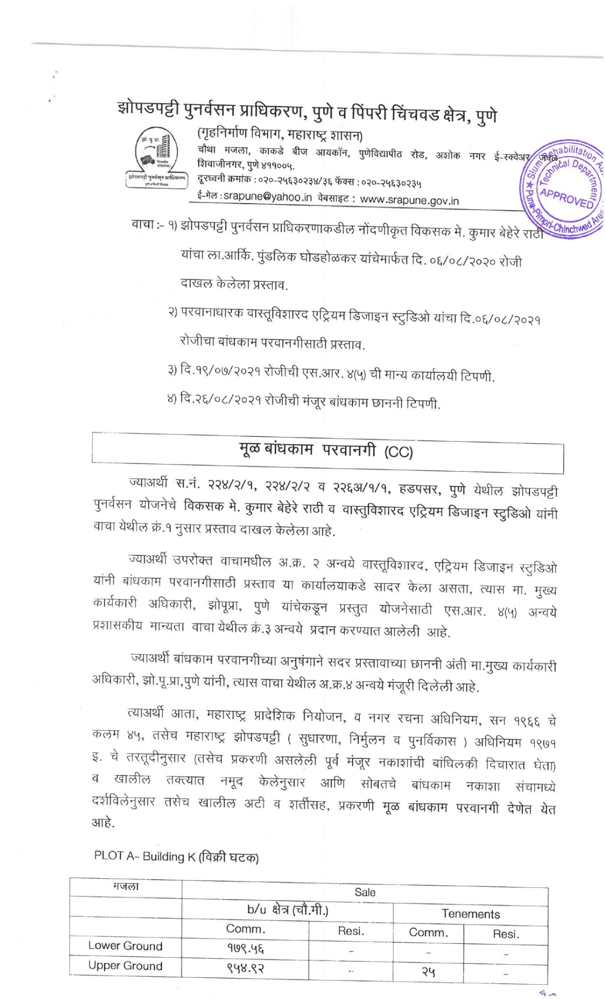 झोपडपट्टी पुनर्वसन प्राधिकरण, पुणे व पिंपरी चिंचवड क्षेत्र, पुणे
(गृहनिर्माण विभाग, महाराष्ट्र शासन)
चौथा मजला, काकडे बीज आयकॉन, पुणेविद्यापीठ रोड, अशोक नगर ई-स्क्वेअर जवळ,
शिवाजीनगर, पुणे ४११००५.
दूरध्वनी क्रमांक : ०२०-२५६३०२३४/३६ फॅक्स : ०२०-२५६३०२३५
ई-मेल : srapune@yahoo.in वेबसाइट : www.srapune.gov.in
झो. पु. प्रा.
झोपडपट्टी पुनर्वसन प्राधिकरण
Slum Rehabilitation
Technical Department
APPROVED
Pune-Pimpri-Chinchwad Area
वाचा :- १) झोपडपट्टी पुनर्वसन प्राधिकरणाकडील नोंदणीकृत विकसक मे. कुमार बेहेरे राठी
यांचा ला.आर्कि. पुंडलिक घोडहोळकर यांचेमार्फत दि. ०६/०८/२०२० रोजी
दाखल केलेला प्रस्ताव.
२) परवानाधारक वास्तूविशारद एट्रियम डिजाइन स्टुडिओ यांचा दि.०६/०८/२०२१
रोजीचा बांधकाम परवानगीसाठी प्रस्ताव.
३) दि.१९/०७/२०२१ रोजीची एस.आर. ४(५) ची मान्य कार्यालयी टिपणी.
४) दि.२६/०८/२०२१ रोजीची मंजूर बांधकाम छाननी टिपणी.
मूळ बांधकाम परवानगी (CC)
ज्याअर्थी स.नं. २२४/२/१, २२४/२/२ व २२६अ/१/१, हडपसर, पुणे येथील झोपडपट्टी
पुनर्वसन योजनेचे विकसक मे. कुमार बेहेरे राठी व वास्तुविशारद एट्रियम डिजाइन स्टुडिओ यांनी
वाचा येथील क्रं.१ नुसार प्रस्ताव दाखल केलेला आहे.
ज्याअर्थी उपरोक्त वाचामधील अ.क्र. २ अन्वये वास्तूविशारद, एट्रियम डिजाइन स्टुडिओ
यांनी बांधकाम परवानगीसाठी प्रस्ताव या कार्यालयाकडे सादर केला असता, त्यास मा. मुख्य
कार्यकारी अधिकारी, झोपूप्रा, पुणे यांचेकडून प्रस्तुत योजनेसाठी एस.आर. ४(५) अन्वये
प्रशासकीय मान्यता वाचा येथील क्रं.३ अन्वये प्रदान करण्यात आलेली आहे.
ज्याअर्थी बांधकाम परवानगीच्या अनुषंगाने सदर प्रस्तावाच्या छाननी अंती मा.मुख्य कार्यकारी
अधिकारी, झो.पू.प्रा,पुणे यांनी, त्यास वाचा येथील अ.क्र.४ अन्वये मंजूरी दिलेली आहे.
त्याअर्थी आता, महाराष्ट्र प्रादेशिक नियोजन, व नगर रचना अधिनियम, सन १९६६ चे
कलम ४५, तसेच महाराष्ट्र झोपडपट्टी ( सुधारणा, निर्मुलन व पुनर्विकास ) अधिनियम १९७१
इ. चे तरतूदीनुसार (तसेच प्रकरणी असलेली पूर्व मंजूर नकाशांची बांधिलकी दिचारात घेता)
व खालील तक्त्यात नमूद केलेनुसार आणि सोबतचे बांधकाम नकाशा संचामध्ये
दर्शविलेनुसार तसेच खालील अटी व शर्तीसह, प्रकरणी मूळ बांधकाम परवानगी देणेत येत
आहे.
PLOT A- Building K (विक्री घटक)
मजला Sale
b/u क्षेत्र (चौ.मी.) Tenements
Comm. Resi. Comm. Resi.
Lower Ground १७९.५६ – – –
Upper Ground ९५४.९२ -- २५ –